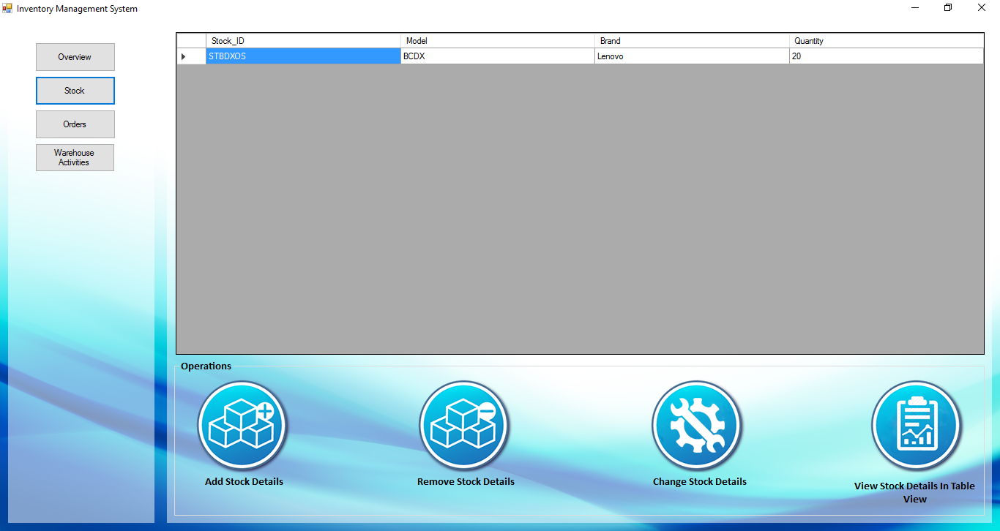 Inventory Management System
Overview
Stock
Orders
Warehouse
Activities
Stock_ID Model Brand Quantity
STBDXOS BCDX Lenovo 20
Operations
Add Stock Details
Remove Stock Details
Change Stock Details
View Stock Details In Table
View